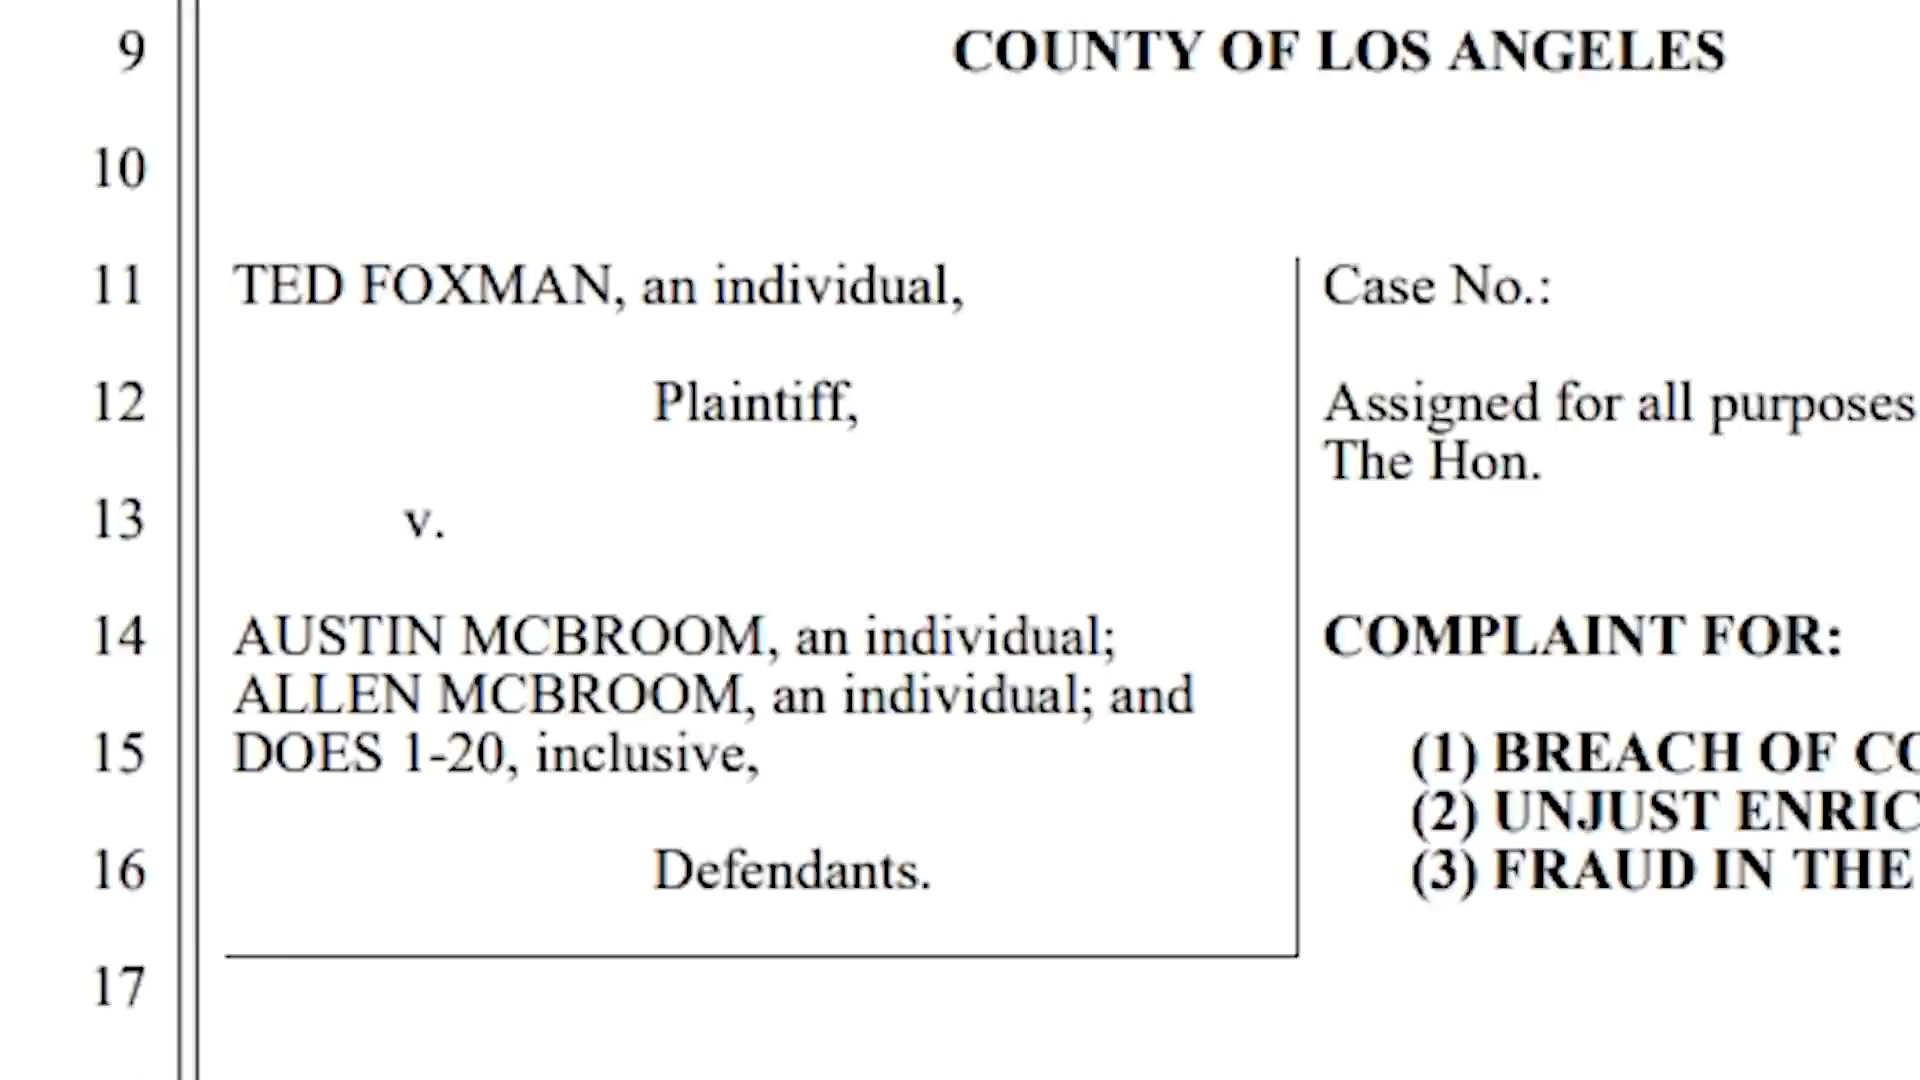 9 COUNTY OF LOS ANGELES
10
11 TED FOXMAN, an individual,
12 Plaintiff,
13 v.
14 AUSTIN MCBROOM, an individual;
ALLEN MCBROOM, an individual; and
15 DOES 1-20, inclusive,
16 Defendants.
17
Case No.:
Assigned for all purposes
The Hon.
COMPLAINT FOR:
(1) BREACH OF
(2) UNJUST
(3) FRAUD IN THE